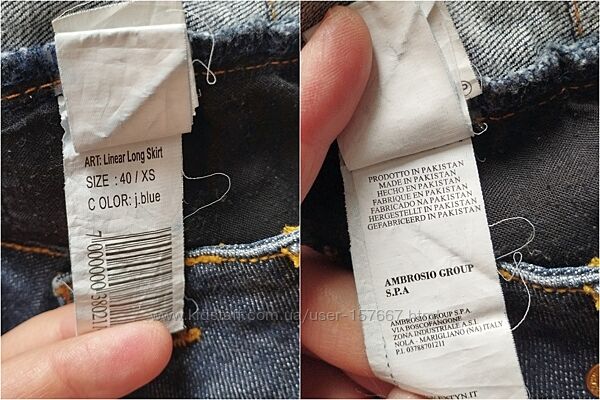 ART: Linear Long Skirt
SIZE : 40 / XS
C OLOR: j.blue
PRODOTTO IN PAKISTAN
MADE IN PAKISTAN
HECHO EN PAKISTAN
FABRIQUE EN PAKISTAN
FABRICADO NA PAKISTAN
HERGESTELLT IN PAKISTAN
GEFABRICEERD IN PAKISTAN
AMBROSIO GROUP
S.P.A
AMBROSIO GROUP S.P.A
VIA BOSCOFANGONE
ZONA INDUSTRIALE A.S.I.
NOLA - MARIGLIANO (NA) ITALY
P.I. 03788701211